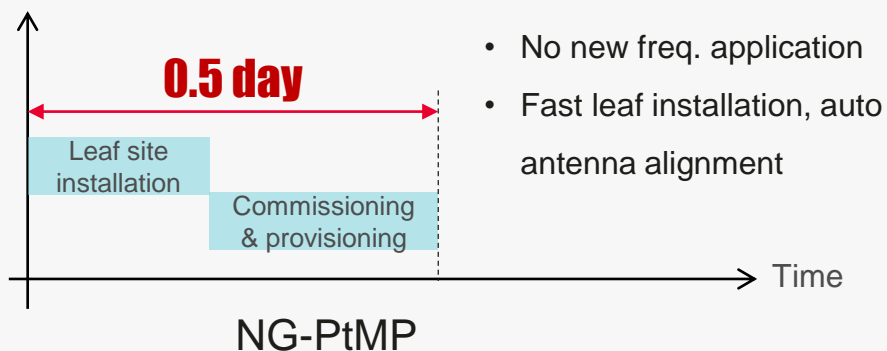 0.5 day
Leaf site
installation
Commissioning
& provisioning
Time
NG-PtMP
• No new freq. application
• Fast leaf installation, auto
antenna alignment